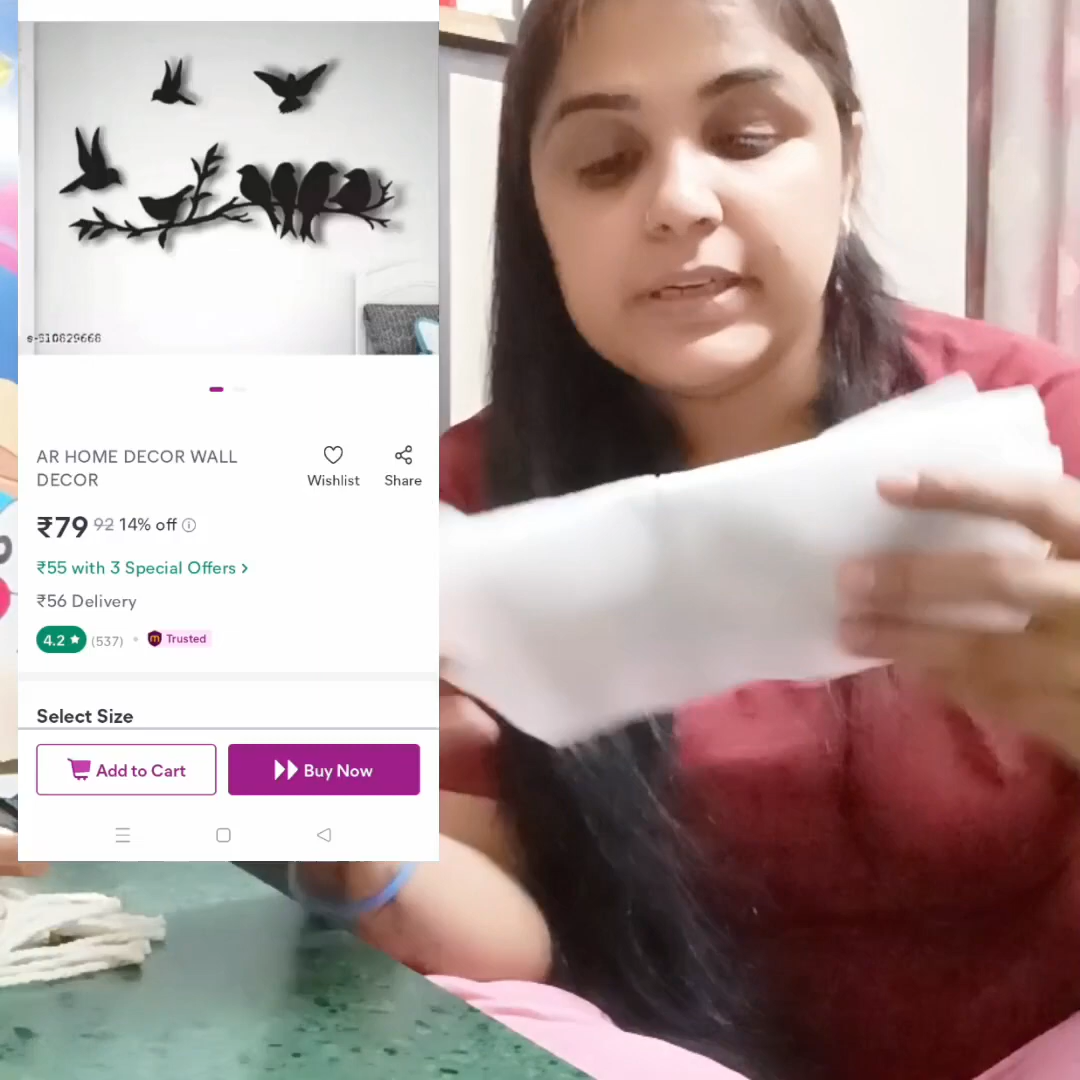 e-510829668
AR HOME DECOR WALL
DECOR
Wishlist
Share
₹79 92 14% off
₹55 with 3 Special Offers >
₹56 Delivery
4.2 ★ (537) • m Trusted
Select Size
Add to Cart
Buy Now